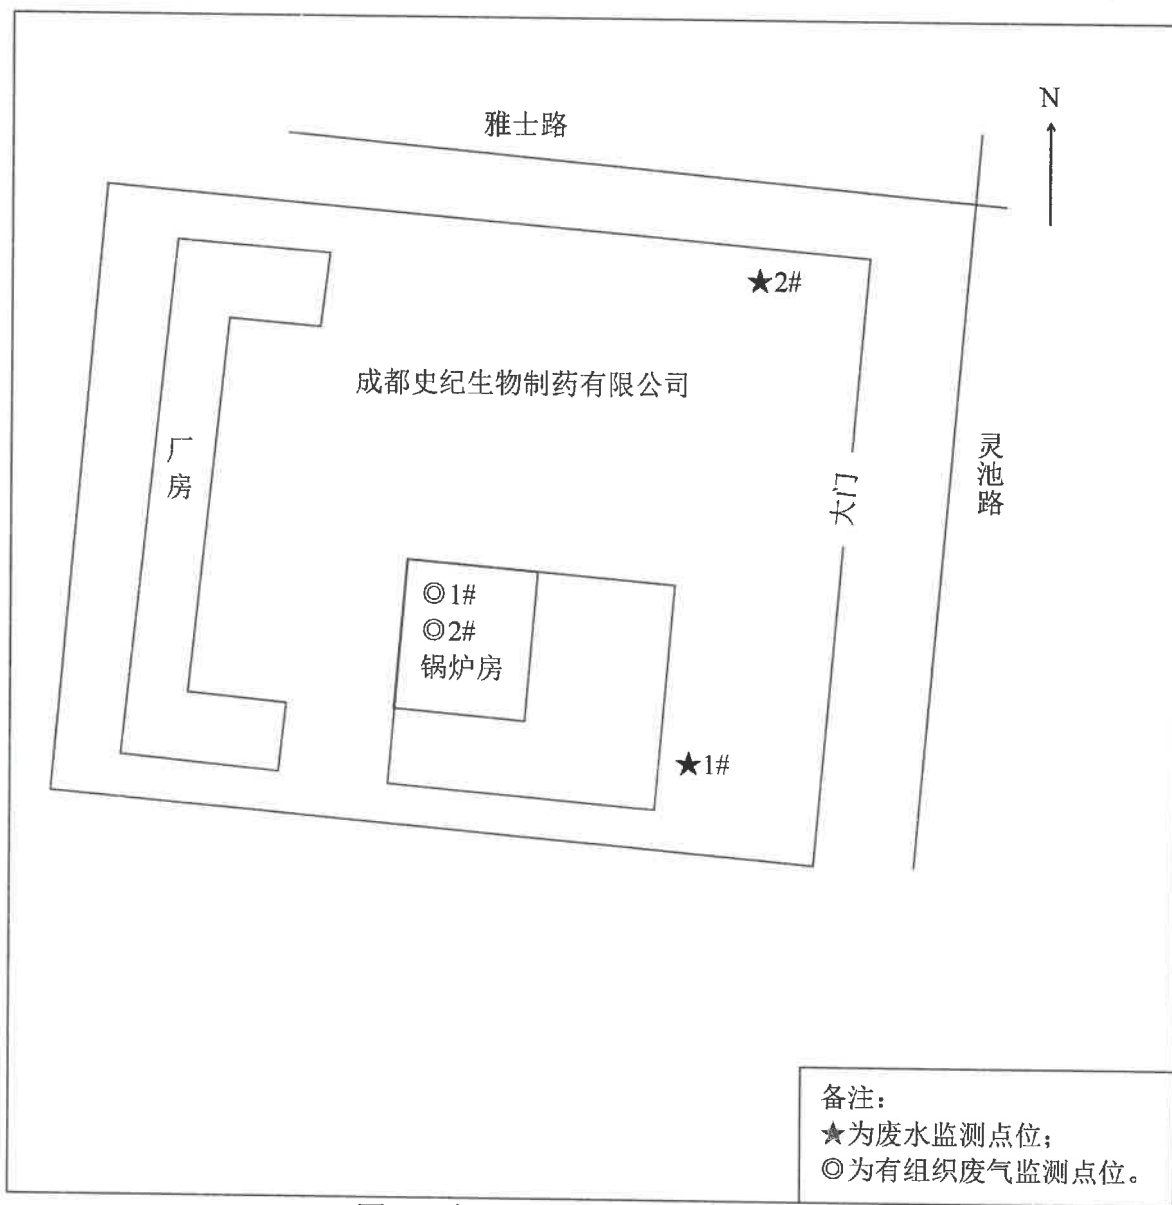 N
雅士路
★2#
成都史纪生物制药有限公司
厂房
大门
灵池路
◎1#
◎2#
锅炉房
★1#
备注：
★为废水监测点位；
◎为有组织废气监测点位。